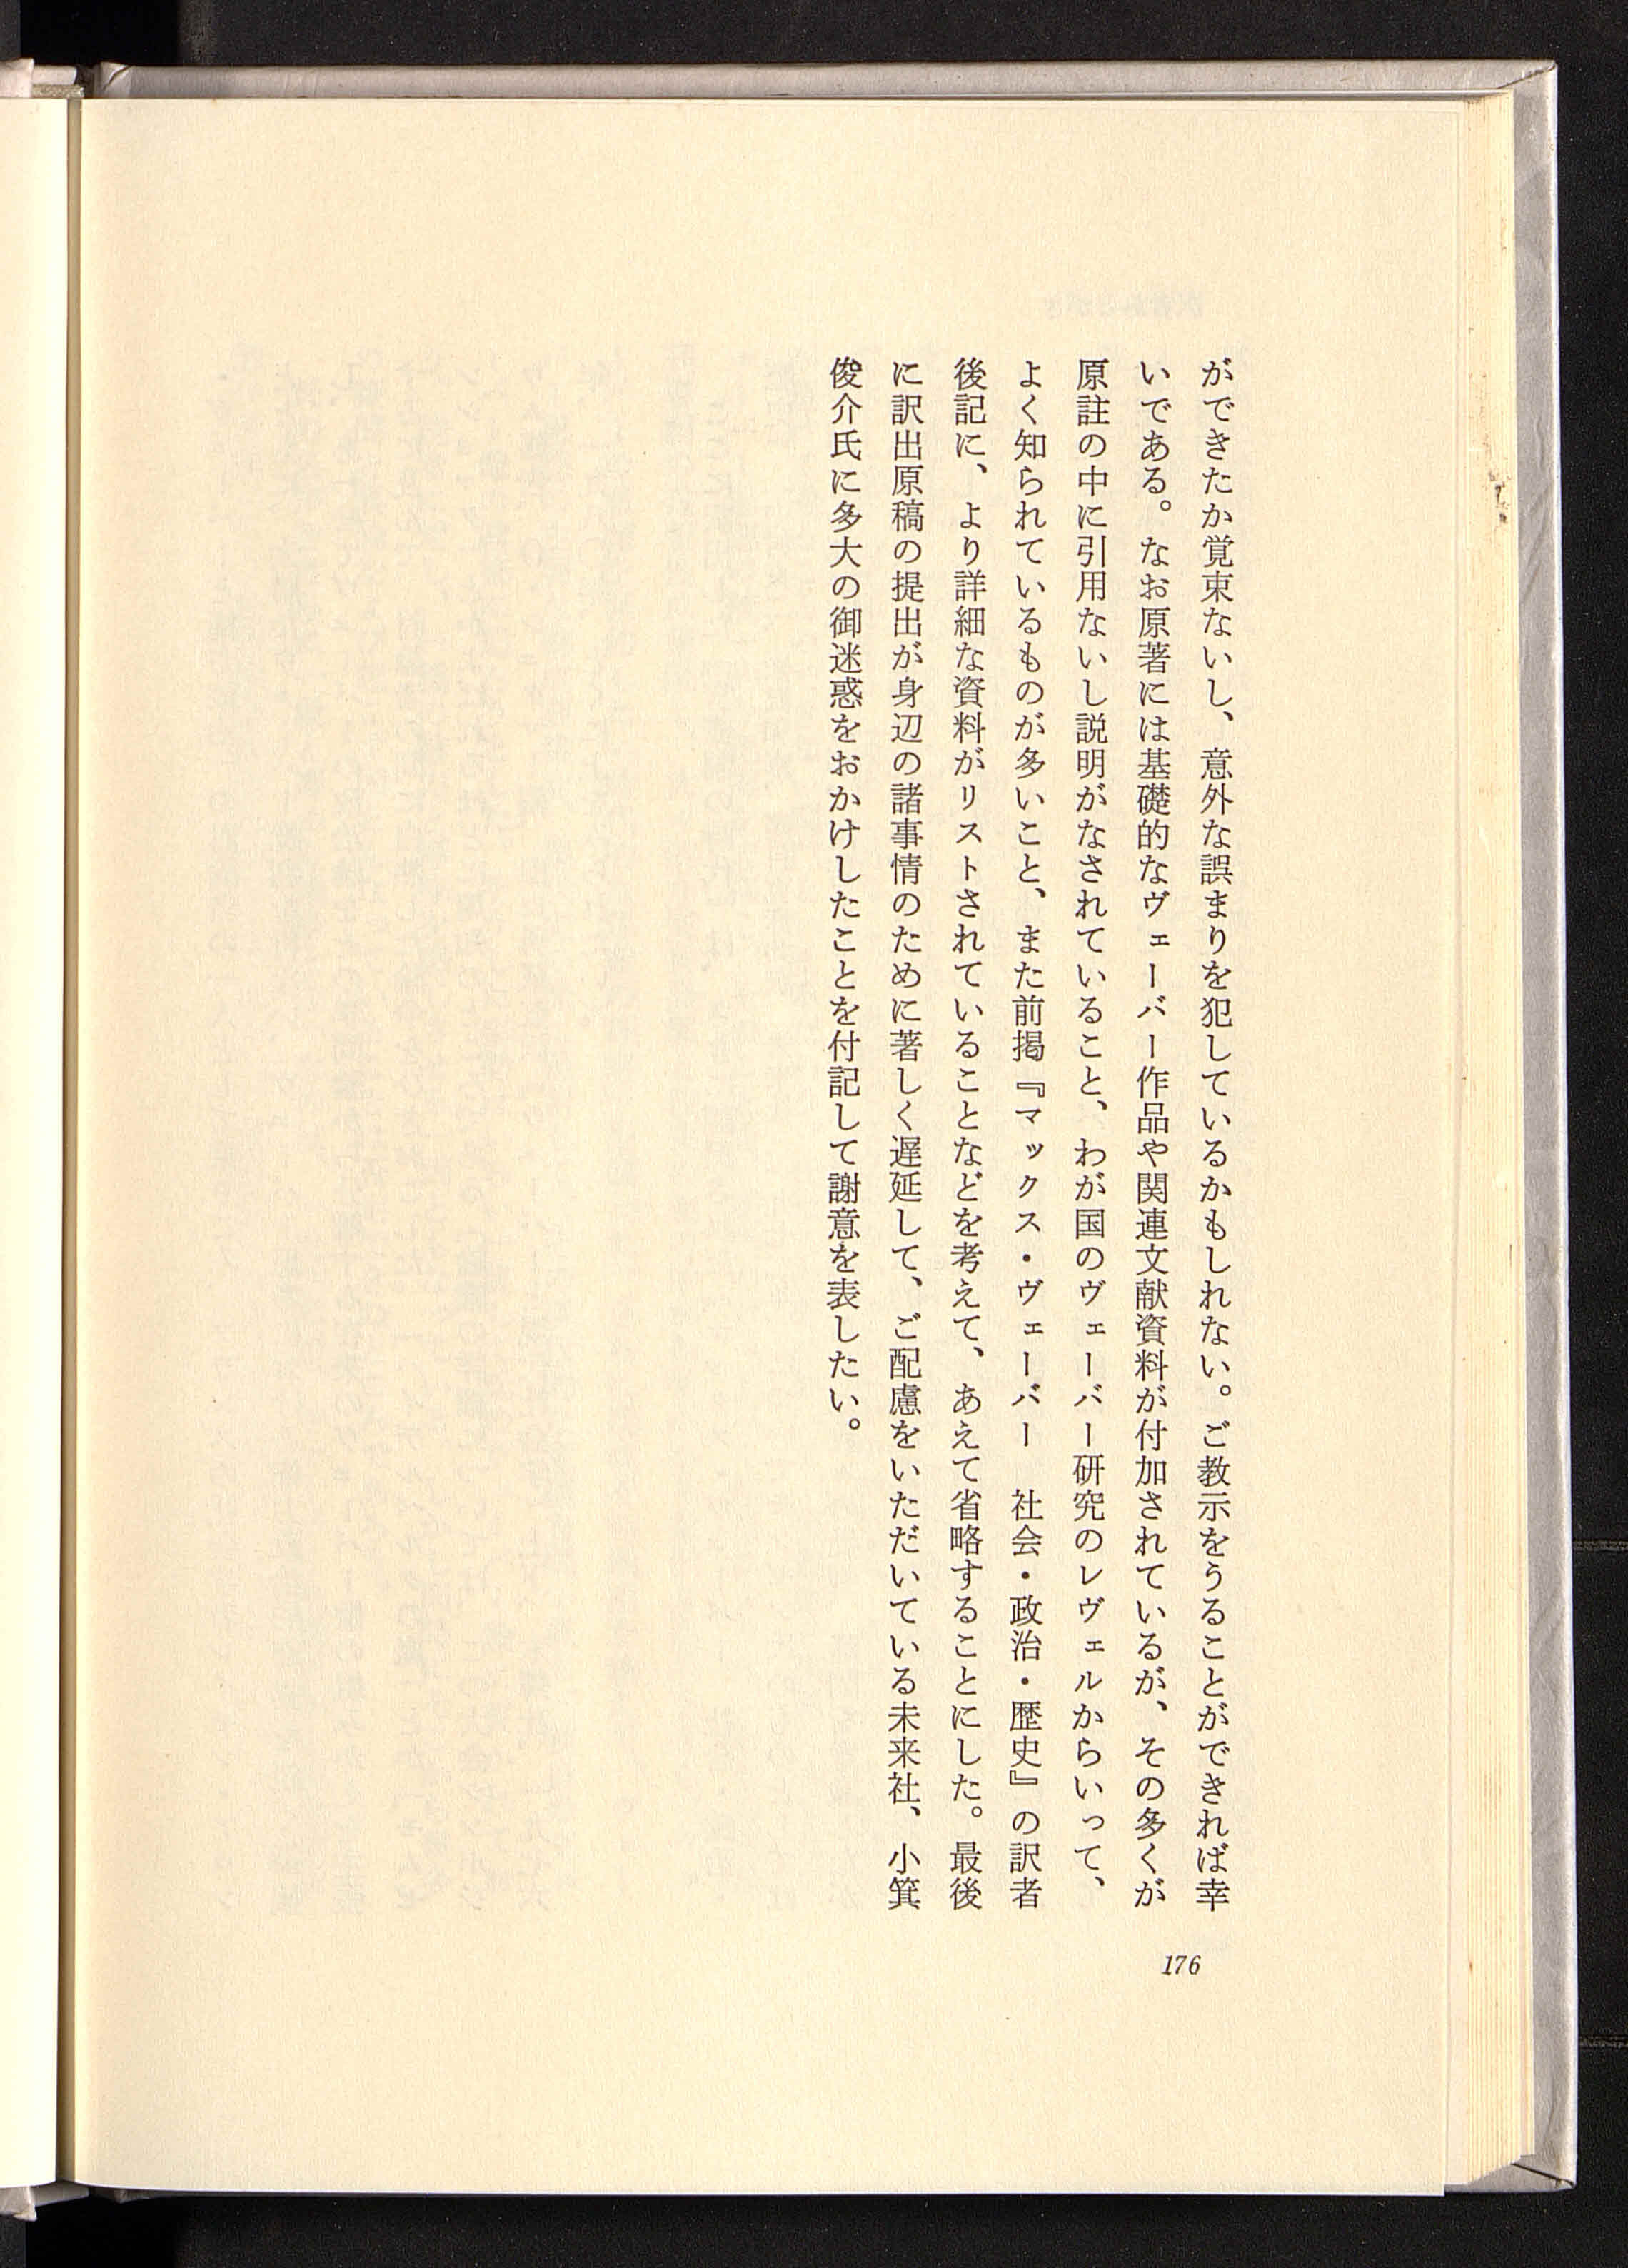 ができたか覚束ないし、意外な誤まりを犯しているかもしれない。ご教示をうることができれば幸
いである。なお原著には基礎的なヴェーバー作品や関連文献資料が付加されているが、その多くが
原註の中に引用ないし説明がなされていること、わが国のヴェーバー研究のレヴェルからいって、
よく知られているものが多いこと、また前掲『マックス・ヴェーバー　社会・政治・歴史』の訳者
後記に、より詳細な資料がリストされていることなどを考えて、あえて省略することにした。最後
に訳出原稿の提出が身辺の諸事情のために著しく遅延して、ご配慮をいただいている未来社、小箕
俊介氏に多大の御迷惑をおかけしたことを付記して謝意を表したい。
176